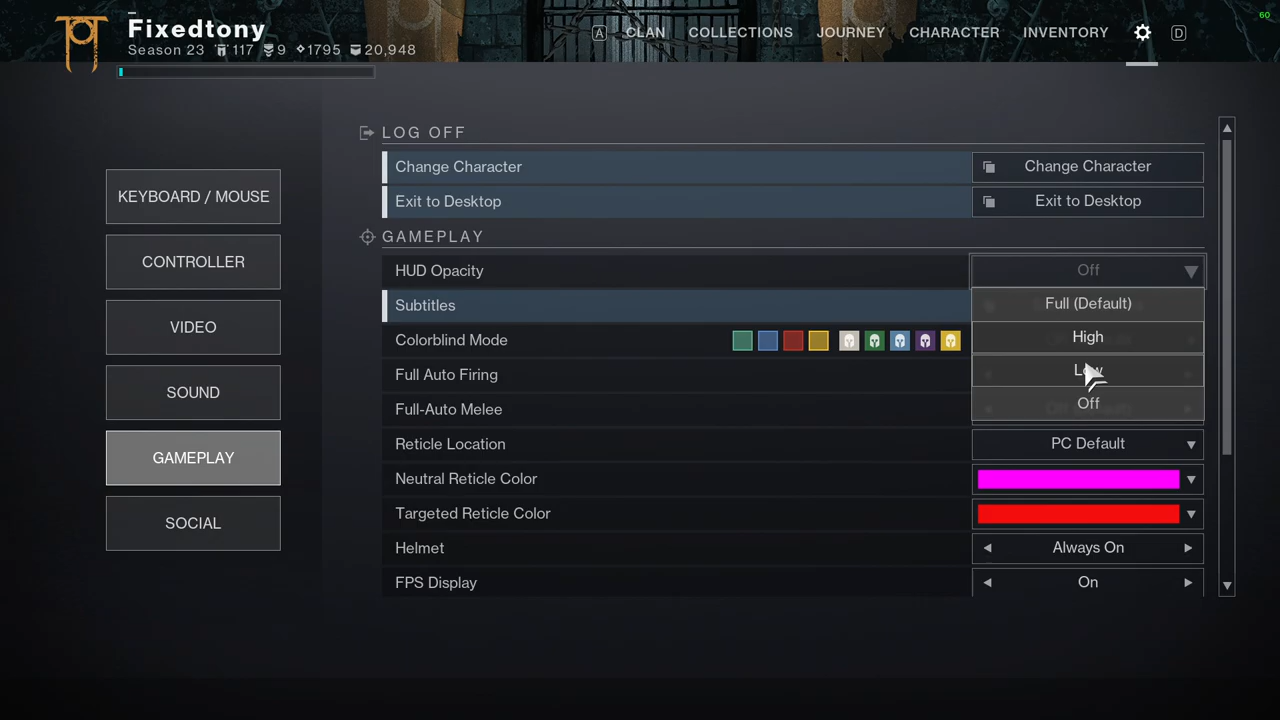 Fixedtony
Season 23 117 9 1795 20,948
A CLAN COLLECTIONS JOURNEY CHARACTER INVENTORY D
60
KEYBOARD / MOUSE
CONTROLLER
VIDEO
SOUND
GAMEPLAY
SOCIAL
LOG OFF
Change Character Change Character
Exit to Desktop Exit to Desktop
GAMEPLAY
HUD Opacity Off
Full (Default)
Subtitles
High
Colorblind Mode
Low
Full Auto Firing
Off
Full-Auto Melee
Reticle Location PC Default
Neutral Reticle Color
Targeted Reticle Color
Helmet Always On
FPS Display On